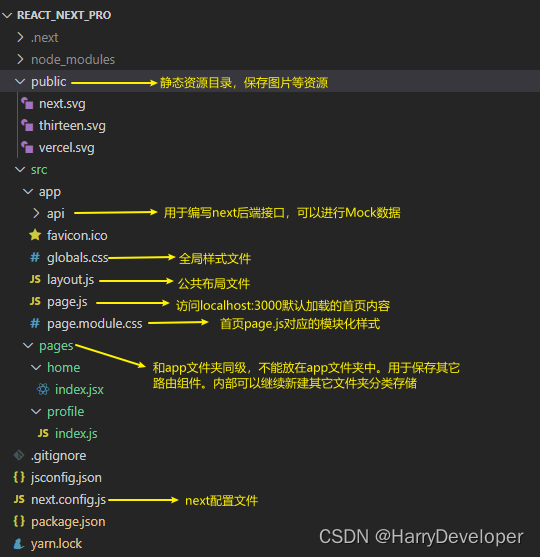 REACT_NEXT_PRO
.next
node_modules
public 静态资源目录，保存图片等资源
next.svg
thirteen.svg
vercel.svg
src
app
api 用于编写next后端接口，可以进行Mock数据
favicon.ico
# globals.css 全局样式文件
JS layout.js 公共布局文件
JS page.js 访问localhost:3000默认加载的首页内容
# page.module.css 首页page.js对应的模块化样式
pages 和app文件夹同级，不能放在app文件夹中。用于保存其它
home 路由组件。内部可以继续新建其它文件夹分类存储
index.jsx
profile
JS index.js
.gitignore
{} jsconfig.json
JS next.config.js next配置文件
{} package.json
yarn.lock
CSDN @HarryDeveloper